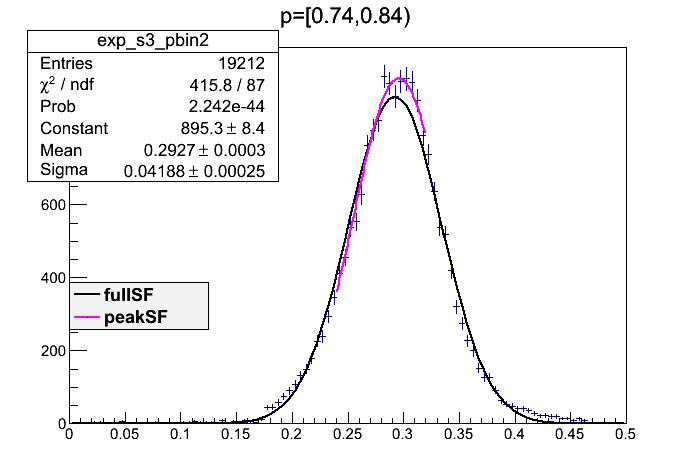 p=[0.74,0.84)
exp_s3_pbin2
Entries 19212
χ² / ndf 415.8 / 87
Prob 2.242e-44
Constant 895.3 ± 8.4
Mean 0.2927 ± 0.0003
Sigma 0.04188 ± 0.00025
600
400
fullSF
peakSF
200
0
0 0.05 0.1 0.15 0.2 0.25 0.3 0.35 0.4 0.45 0.5